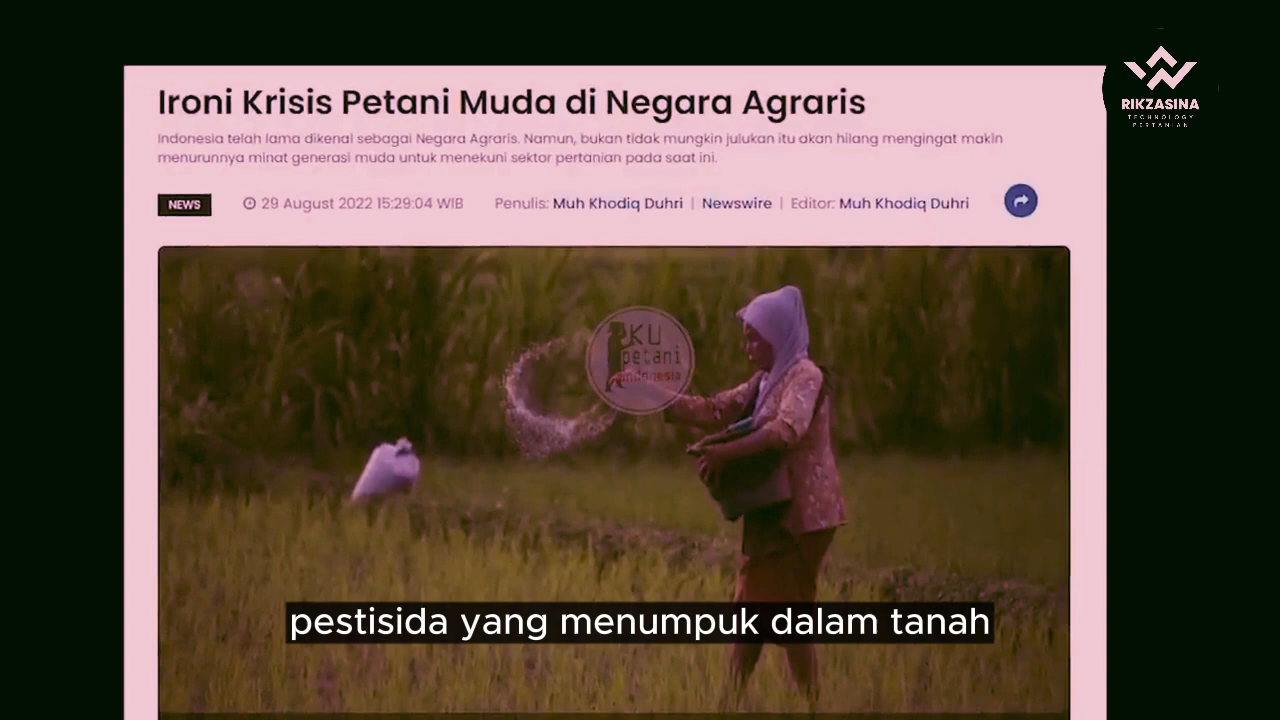 Ironi Krisis Petani Muda di Negara Agraris
Indonesia telah lama dikenal sebagai Negara Agraris. Namun, bukan tidak mungkin julukan itu akan hilang mengingat makin
menurunnya minat generasi muda untuk menekuni sektor pertanian pada saat ini.
NEWS
29 August 2022 15:29:04 WIB
Penulis: Muh Khodiq Duhri | Newswire | Editor: Muh Khodiq Duhri
RIKZASINA
TECHNOLOGY
PERTANIAN
KU
petani
indonesia
pestisida yang menumpuk dalam tanah